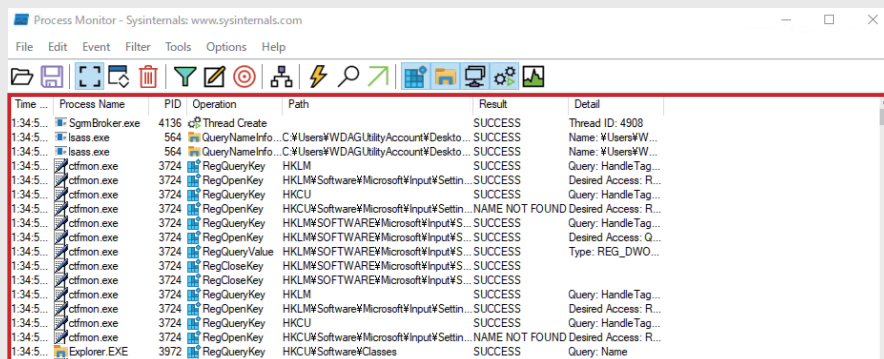 Process Monitor - Sysinternals: www.sysinternals.com
File Edit Event Filter Tools Options Help
Time ... Process Name PID Operation Path Result Detail
1:34:5... SgmBroker.exe 4136 Thread Create SUCCESS Thread ID: 4908
1:34:5... lsass.exe 564 QueryNameInfo...C:¥Users¥WDAGUtilityAccount¥Deskto... SUCCESS Name: ¥Users¥W...
1:34:5... lsass.exe 564 QueryNameInfo...C:¥Users¥WDAGUtilityAccount¥Deskto... SUCCESS Name: ¥Users¥W...
1:34:5... ctfmon.exe 3724 RegQueryKey HKLM SUCCESS Query: HandleTag...
1:34:5... ctfmon.exe 3724 RegOpenKey HKLM¥Software¥Microsoft¥Input¥Settin... SUCCESS Desired Access: R...
1:34:5... ctfmon.exe 3724 RegQueryKey HKCU SUCCESS Query: HandleTag...
1:34:5... ctfmon.exe 3724 RegOpenKey HKCU¥Software¥Microsoft¥Input¥Settin... NAME NOT FOUND Desired Access: R...
1:34:5... ctfmon.exe 3724 RegQueryKey HKLM¥SOFTWARE¥Microsoft¥Input¥S... SUCCESS Query: HandleTag...
1:34:5... ctfmon.exe 3724 RegOpenKey HKLM¥SOFTWARE¥Microsoft¥Input¥S... SUCCESS Desired Access: Q...
1:34:5... ctfmon.exe 3724 RegQueryValue HKLM¥SOFTWARE¥Microsoft¥Input¥S... SUCCESS Type: REG_DWO...
1:34:5... ctfmon.exe 3724 RegCloseKey HKLM¥SOFTWARE¥Microsoft¥Input¥S... SUCCESS
1:34:5... ctfmon.exe 3724 RegCloseKey HKLM¥Software¥Microsoft¥Input¥Settin... SUCCESS
1:34:5... ctfmon.exe 3724 RegQueryKey HKLM SUCCESS Query: HandleTag...
1:34:5... ctfmon.exe 3724 RegOpenKey HKLM¥Software¥Microsoft¥Input¥Settin... SUCCESS Desired Access: R...
1:34:5... ctfmon.exe 3724 RegQueryKey HKCU SUCCESS Query: HandleTag...
1:34:5... ctfmon.exe 3724 RegOpenKey HKCU¥Software¥Microsoft¥Input¥Settin... NAME NOT FOUND Desired Access: R...
1:34:5... Explorer.EXE 3972 RegQueryKey HKCU¥Software¥Classes SUCCESS Query: Name